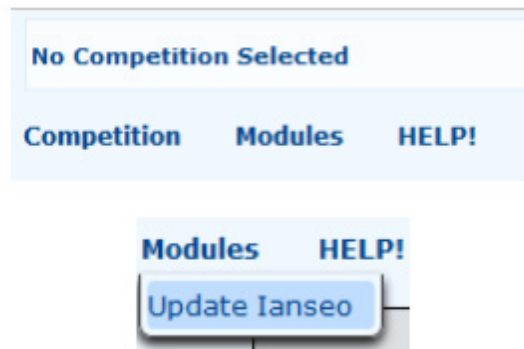 No Competition Selected
Competition Modules HELP!
Modules HELP!
Update Ianseo